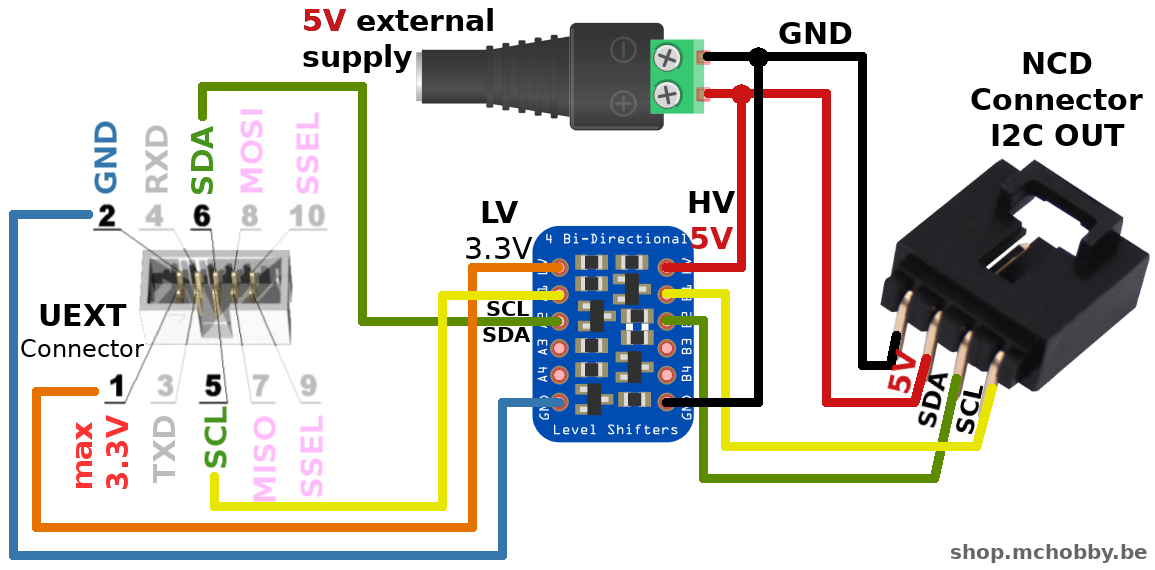 5V external
supply
GND
NCD
Connector
I2C OUT
GND
RXD
SDA
MOSI
SSEL
2
4
6
8
10
LV
3.3V
HV
5V
4 Bi-Directional
SCL
SDA
A3
B3
A4
B4
Level Shifters
UEXT
Connector
1
3
5
7
9
max
3.3V
TXD
SCL
MISO
SSEL
5V
SDA
SCL
shop.mchobby.be